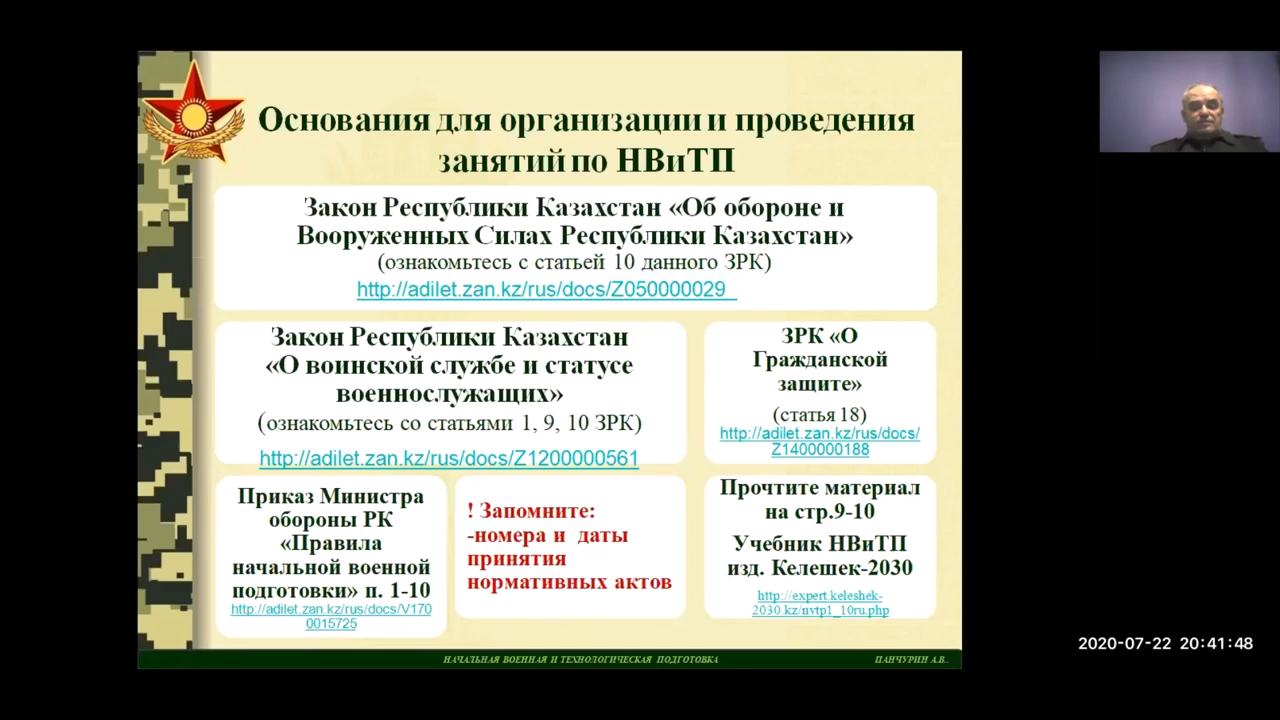 Основания для организации и проведения
занятий по НВиТП
Закон Республики Казахстан «Об обороне и
Вооруженных Силах Республики Казахстан»
(ознакомьтесь с статьей 10 данного ЗРК)
http://adilet.zan.kz/rus/docs/Z050000029_
Закон Республики Казахстан
«О воинской службе и статусе
военнослужащих»
(ознакомьтесь со статьями 1, 9, 10 ЗРК)
http://adilet.zan.kz/rus/docs/Z1200000561
ЗРК «О
Гражданской
защите»
(статья 18)
http://adilet.zan.kz/rus/docs/
Z1400000188
Приказ Министра
обороны РК
«Правила
начальной военной
подготовки» п. 1-10
http://adilet.zan.kz/rus/docs/V170
0015725
! Запомните:
-номера и даты
принятия
нормативных актов
Прочтите материал
на стр.9-10
Учебник НВиТП
изд. Келешек-2030
http://expert.keleshek-
2030.kz/nvtp1_10ru.php
НАЧАЛЬНАЯ ВОЕННАЯ И ТЕХНОЛОГИЧЕСКАЯ ПОДГОТОВКА
ПАНЧУРИН А.В..
2020-07-22 20:41:48